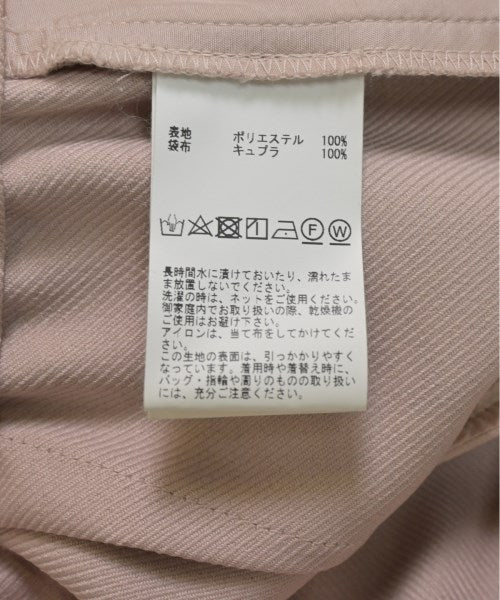 表地 ポリエステル 100%
袋布 キュプラ 100%
F W
長時間水に漬けておいたり、濡れたま
ま放置しないでください。
洗濯の時は、ネットをご使用ください。
御家庭内でお取り扱いの際、乾燥機の
ご使用はお避け下さい。
アイロンは、当て布をしてかけてくだ
さい。
この生地の表面は、引っかかりやすく
なっています。着用時や着替え時に、
バッグ・指輪や周りのものの取り扱い
には、充分ご注意ください。